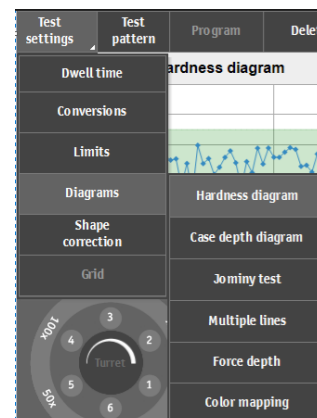 Test settings
Test pattern
Program
Dele
ardness diagram
Dwell time
Conversions
Limits
Diagrams
Shape correction
Grid
Hardness diagram
Case depth diagram
Jominy test
Multiple lines
Force depth
Color mapping
100x
50x
3
4
2
Turret
5
1
6